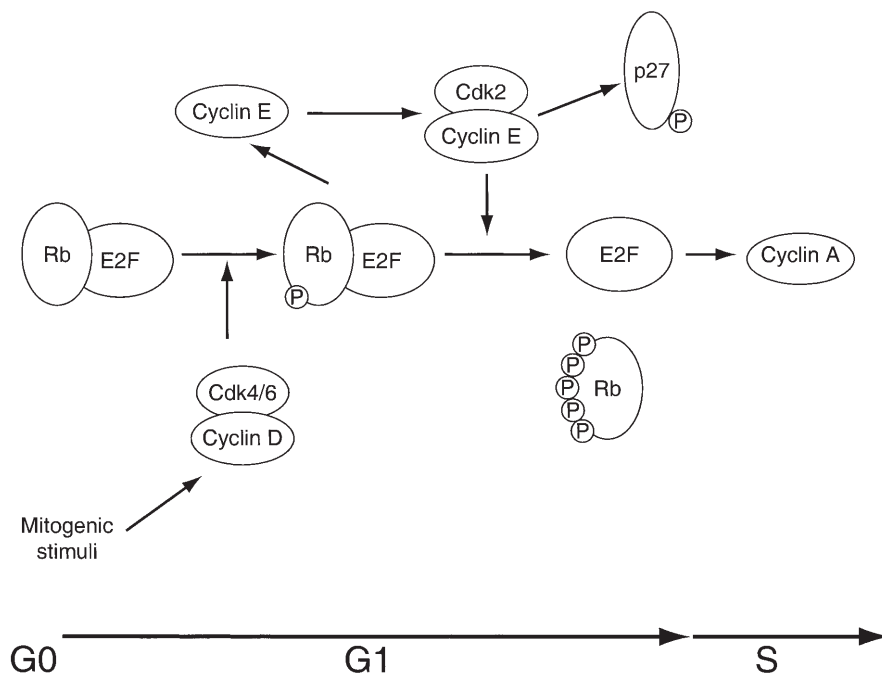 p27
Cdk2
Cyclin E
Cyclin E
P
Rb
E2F
Rb
E2F
P
E2F
Cyclin A
P
P
P
P
P
Rb
Cdk4/6
Cyclin D
Mitogenic
stimuli
G0
G1
S